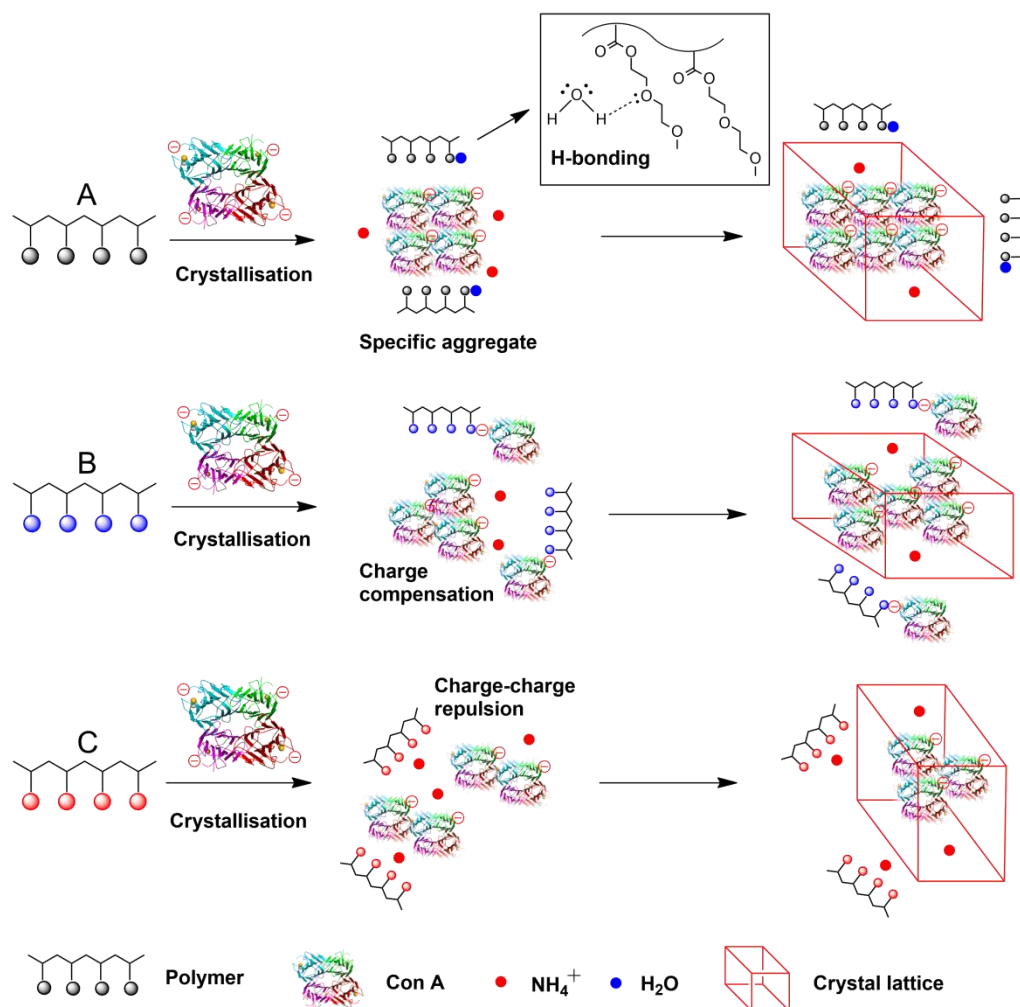 H-bonding
O
O
O
O
O
O
O
O
O
H
H
A
Crystallisation
Specific aggregate
B
Crystallisation
Charge
compensation
C
Crystallisation
Charge-charge
repulsion
Polymer
Con A
NH4+
H2O
Crystal lattice